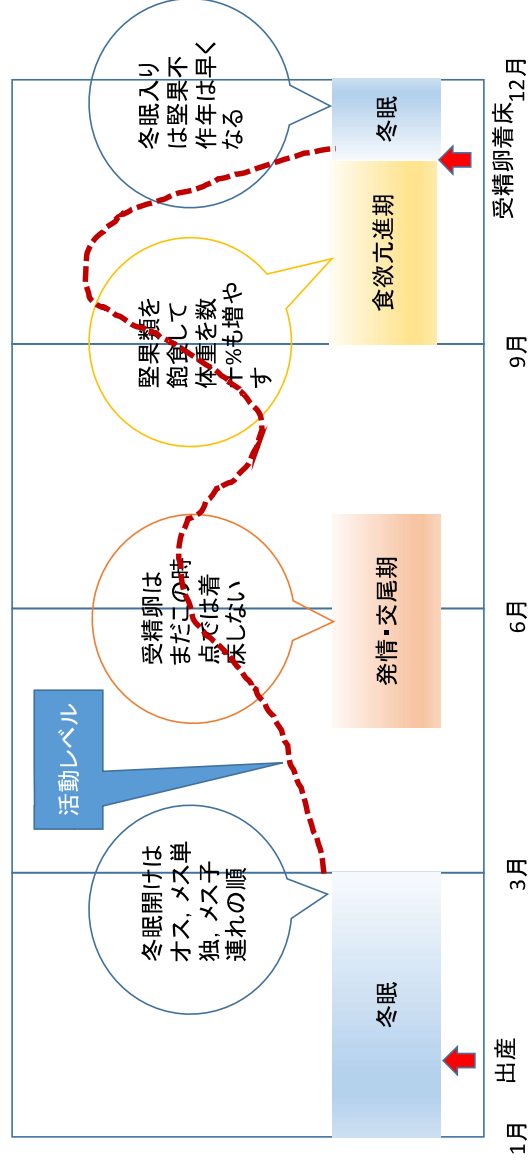 冬眠開けは
オス，メス単
独，メス子
連れの順
活動レベル
受精卵は
まだこの時
点では着
床しない
堅果類を
飽食して
体重を数
十%も増や
す
冬眠入り
は堅果不
作年は早く
なる
冬眠
発情・交尾期
食欲亢進期
冬眠
1月
出産
3月
6月
9月
受精卵着床
12月